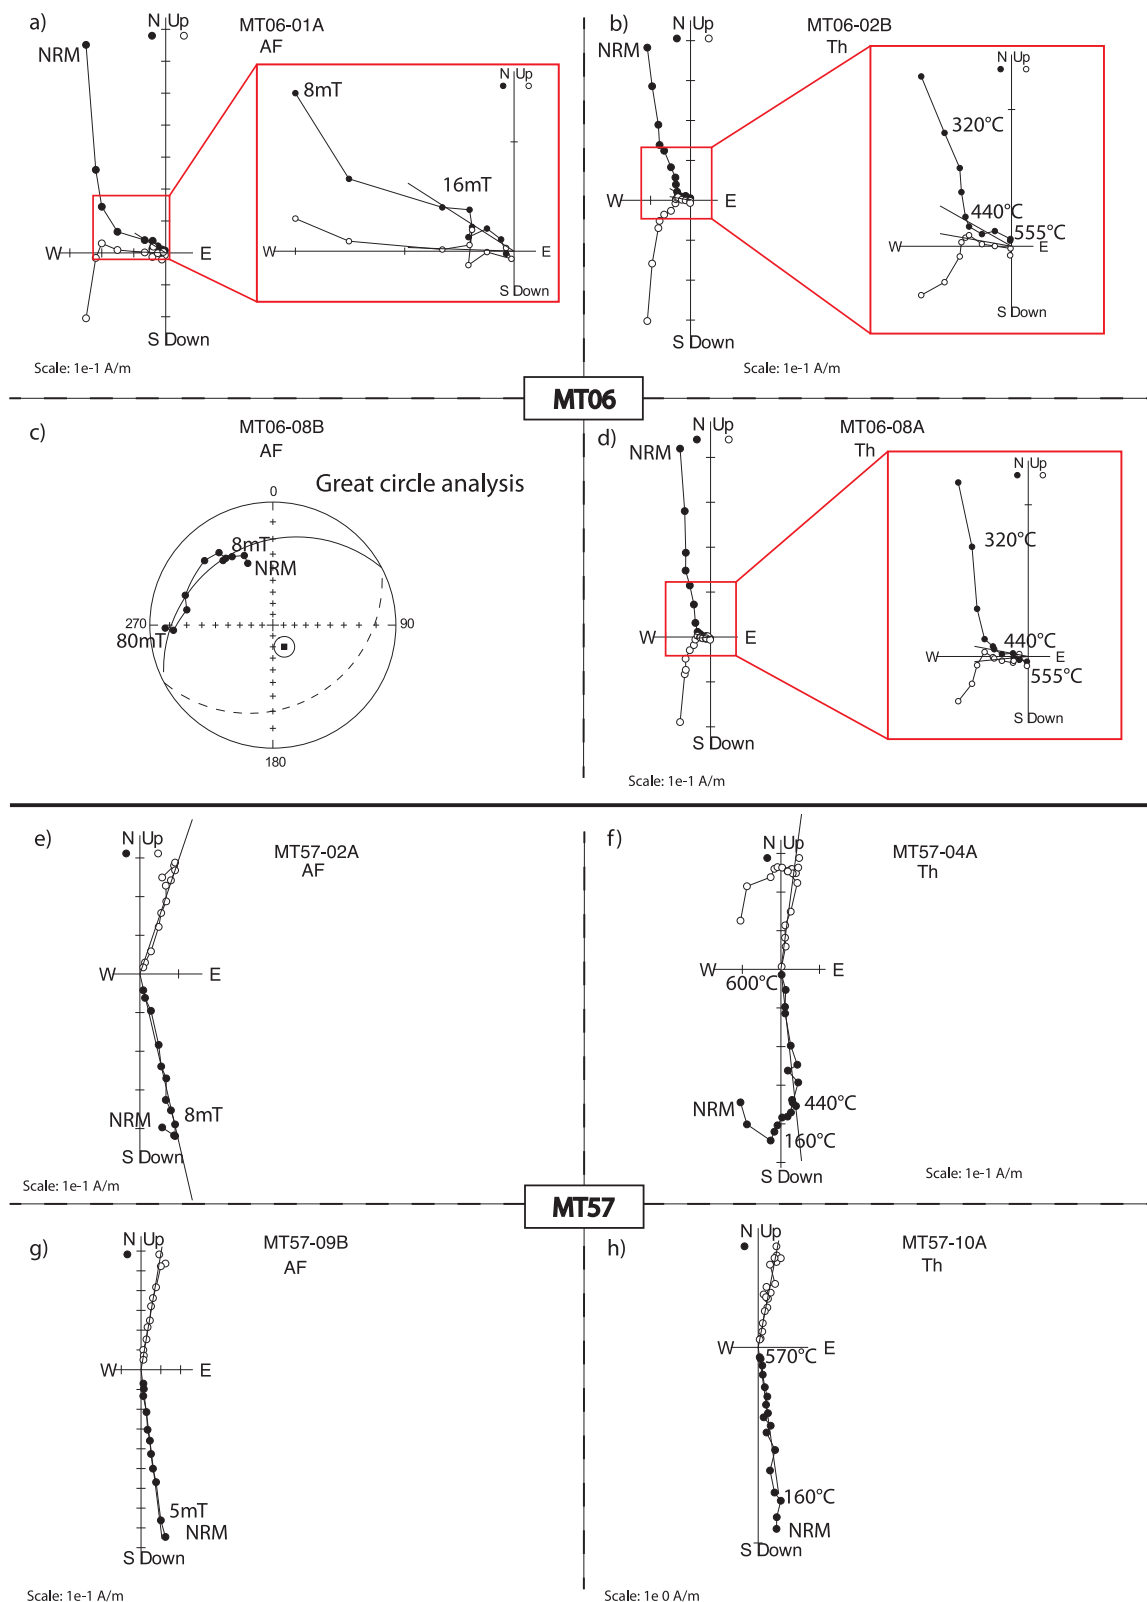 a)
MT06-01A
AF
N Up
NRM
W
E
S Down
Scale: 1e-1 A/m
N Up
8mT
16mT
S Down
b)
MT06-02B
Th
N Up
NRM
W
E
S Down
Scale: 1e-1 A/m
N Up
320°C
440°C
555°C
W
E
S Down
MT06
c)
MT06-08B
AF
Great circle analysis
0
8mT
NRM
270
90
80mT
180
d)
MT06-08A
Th
N Up
NRM
W
E
S Down
Scale: 1e-1 A/m
N Up
320°C
440°C
W
E
555°C
S Down
e)
MT57-02A
AF
N Up
W
E
NRM
8mT
S Down
Scale: 1e-1 A/m
f)
MT57-04A
Th
N Up
W
E
600°C
NRM
440°C
160°C
S Down
Scale: 1e-1 A/m
MT57
g)
MT57-09B
AF
N Up
W
E
5mT
NRM
S Down
Scale: 1e-1 A/m
h)
MT57-10A
Th
N Up
W
E
570°C
160°C
NRM
S Down
Scale: 1e 0 A/m